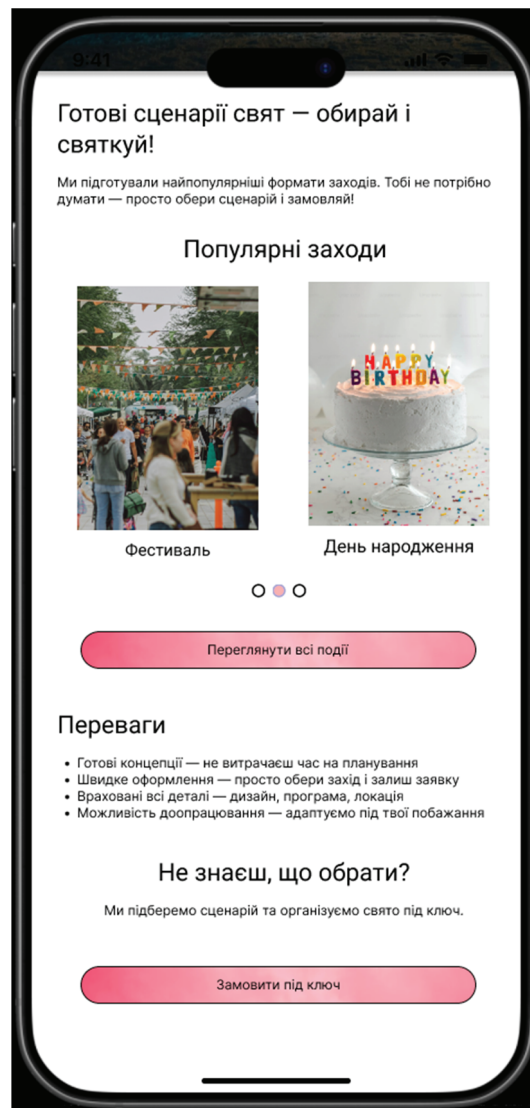 9:41
Готові сценарії свят — обирай і
святкуй!
Ми підготували найпопулярніші формати заходів. Тобі не потрібно
думати — просто обери сценарій і замовляй!
Популярні заходи
HAPPY
BIRTHDAY
Фестиваль
День народження
Переглянути всі події
Переваги
• Готові концепції — не витрачаєш час на планування
• Швидке оформлення — просто обери захід і залиш заявку
• Враховані всі деталі — дизайн, програма, локація
• Можливість доопрацювання — адаптуємо під твої побажання
Не знаєш, що обрати?
Ми підберемо сценарій та організуємо свято під ключ.
Замовити під ключ